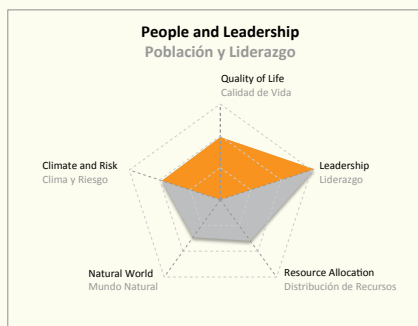 People and Leadership
Población y Liderazgo
Quality of Life
Calidad de Vida
Climate and Risk
Clima y Riesgo
Leadership
Liderazgo
Natural World
Mundo Natural
Resource Allocation
Distribución de Recursos